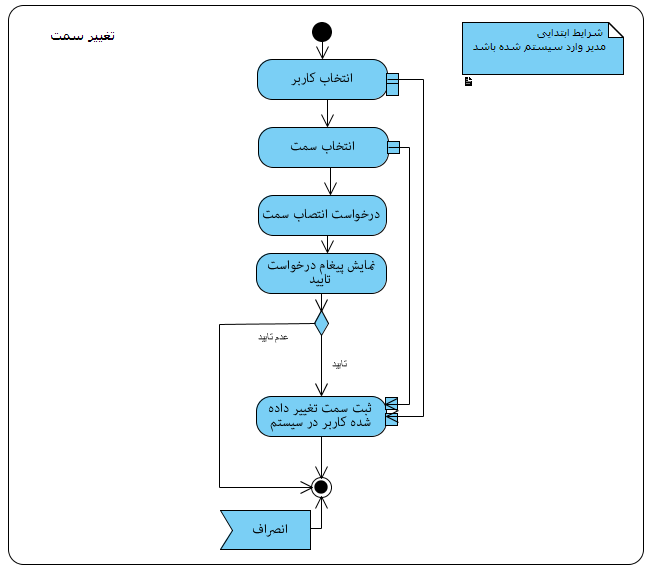 تغییر سمت
شرایط ابتدایی
مدیر وارد سیستم شده باشد
انتخاب کاربر
انتخاب سمت
درخواست انتصاب سمت
نمایش پیغام درخواست
تایید
عدم تایید
تایید
ثبت سمت تغییر داده
شده کاربر در سیستم
انصراف